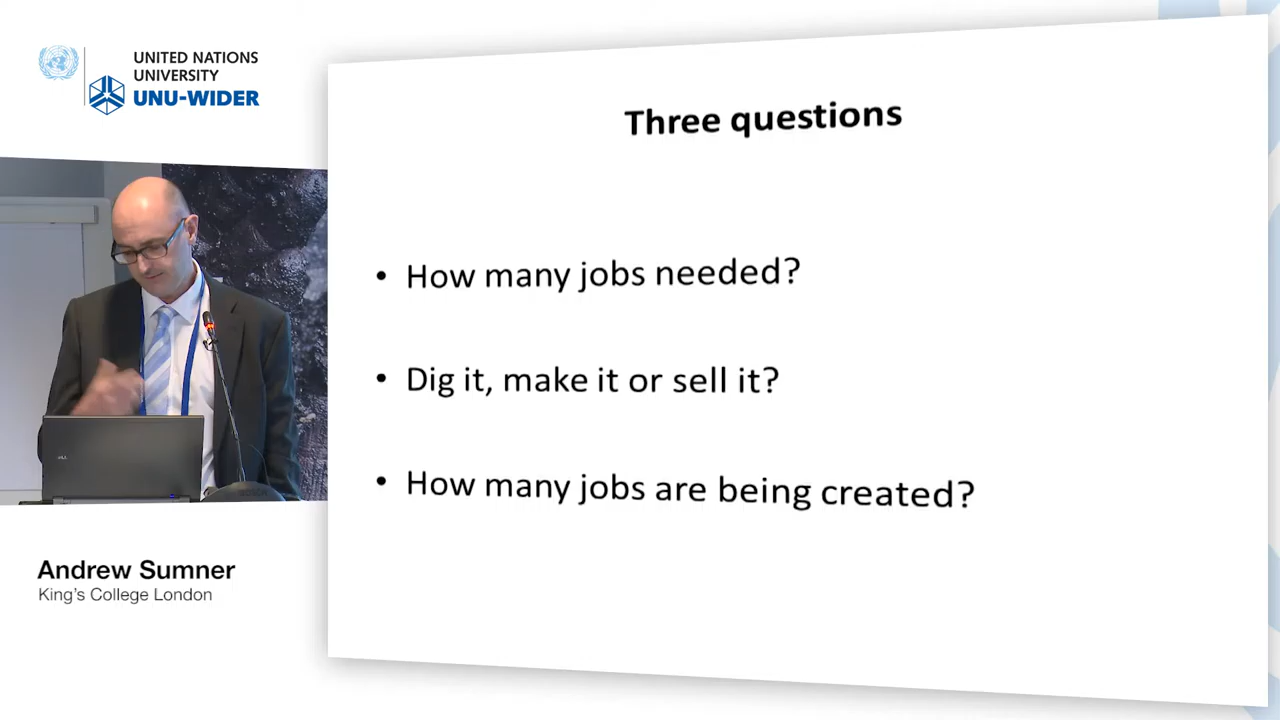 UNITED NATIONS
UNIVERSITY
UNU-WIDER
Three questions
• How many jobs needed?
• Dig it, make it or sell it?
• How many jobs are being created?
DELL
Andrew Sumner
King's College London